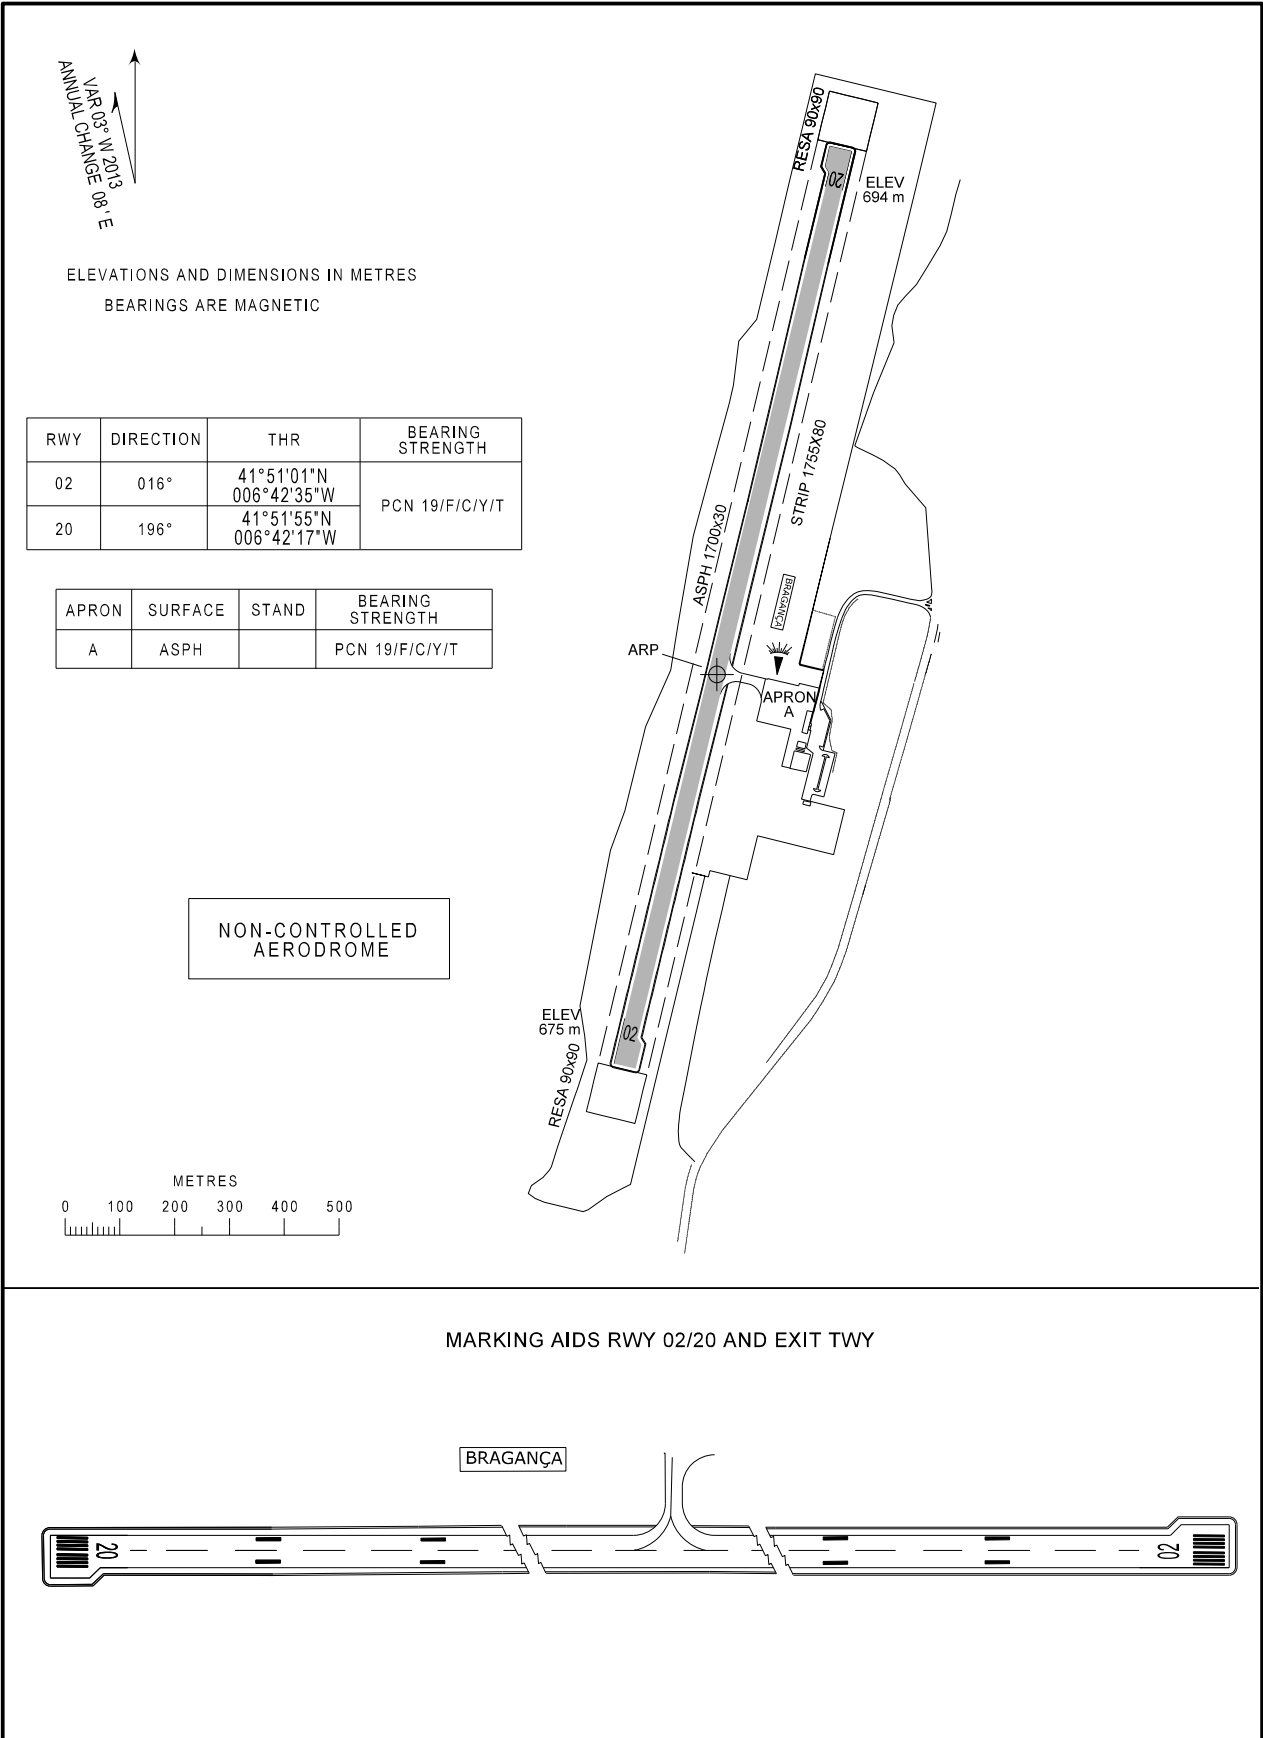 VAR 03° W 2013
ANNUAL CHANGE 08' E
ELEVATIONS AND DIMENSIONS IN METRES
BEARINGS ARE MAGNETIC
RWY DIRECTION THR BEARING STRENGTH
02 016° 41°51'01"N 006°42'35"W PCN 19/F/C/Y/T
20 196° 41°51'55"N 006°42'17"W
APRON SURFACE STAND BEARING STRENGTH
A ASPH PCN 19/F/C/Y/T
NON-CONTROLLED
AERODROME
RESA 90x90
20
ELEV
694 m
STRIP 1755X80
ASPH 1700x30
BRAGANÇA
ARP
APRON
A
ELEV
675 m
02
RESA 90x90
METRES
0 100 200 300 400 500
MARKING AIDS RWY 02/20 AND EXIT TWY
BRAGANÇA
20
02